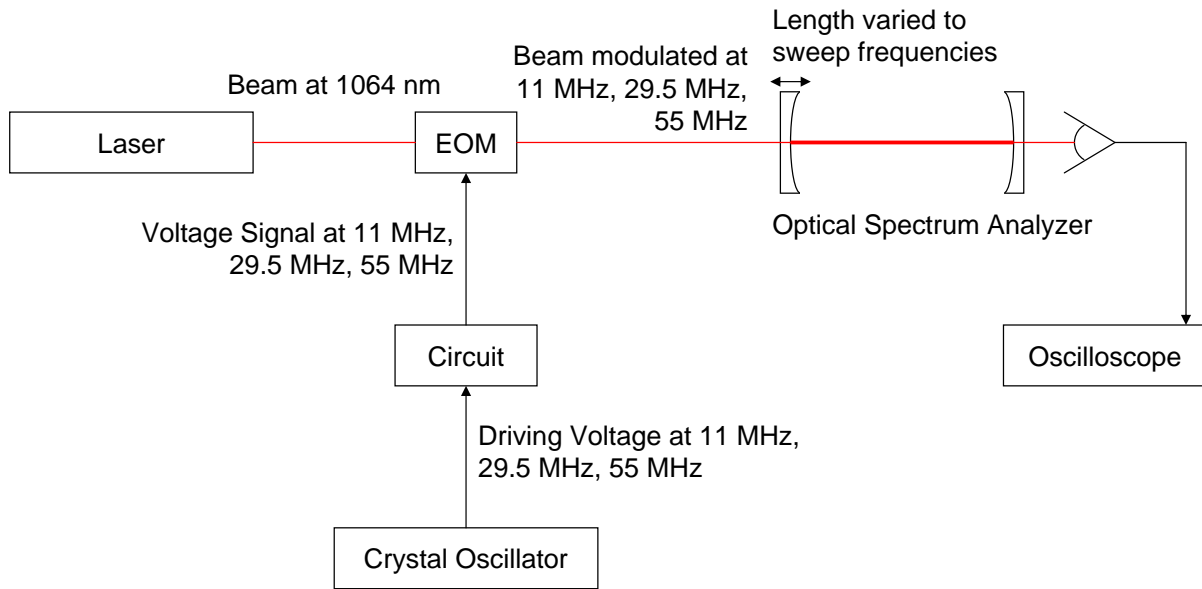 Length varied to
sweep frequencies
Beam modulated at
11 MHz, 29.5 MHz,
55 MHz
Beam at 1064 nm
Laser
EOM
Optical Spectrum Analyzer
Voltage Signal at 11 MHz,
29.5 MHz, 55 MHz
Circuit
Oscilloscope
Driving Voltage at 11 MHz,
29.5 MHz, 55 MHz
Crystal Oscillator